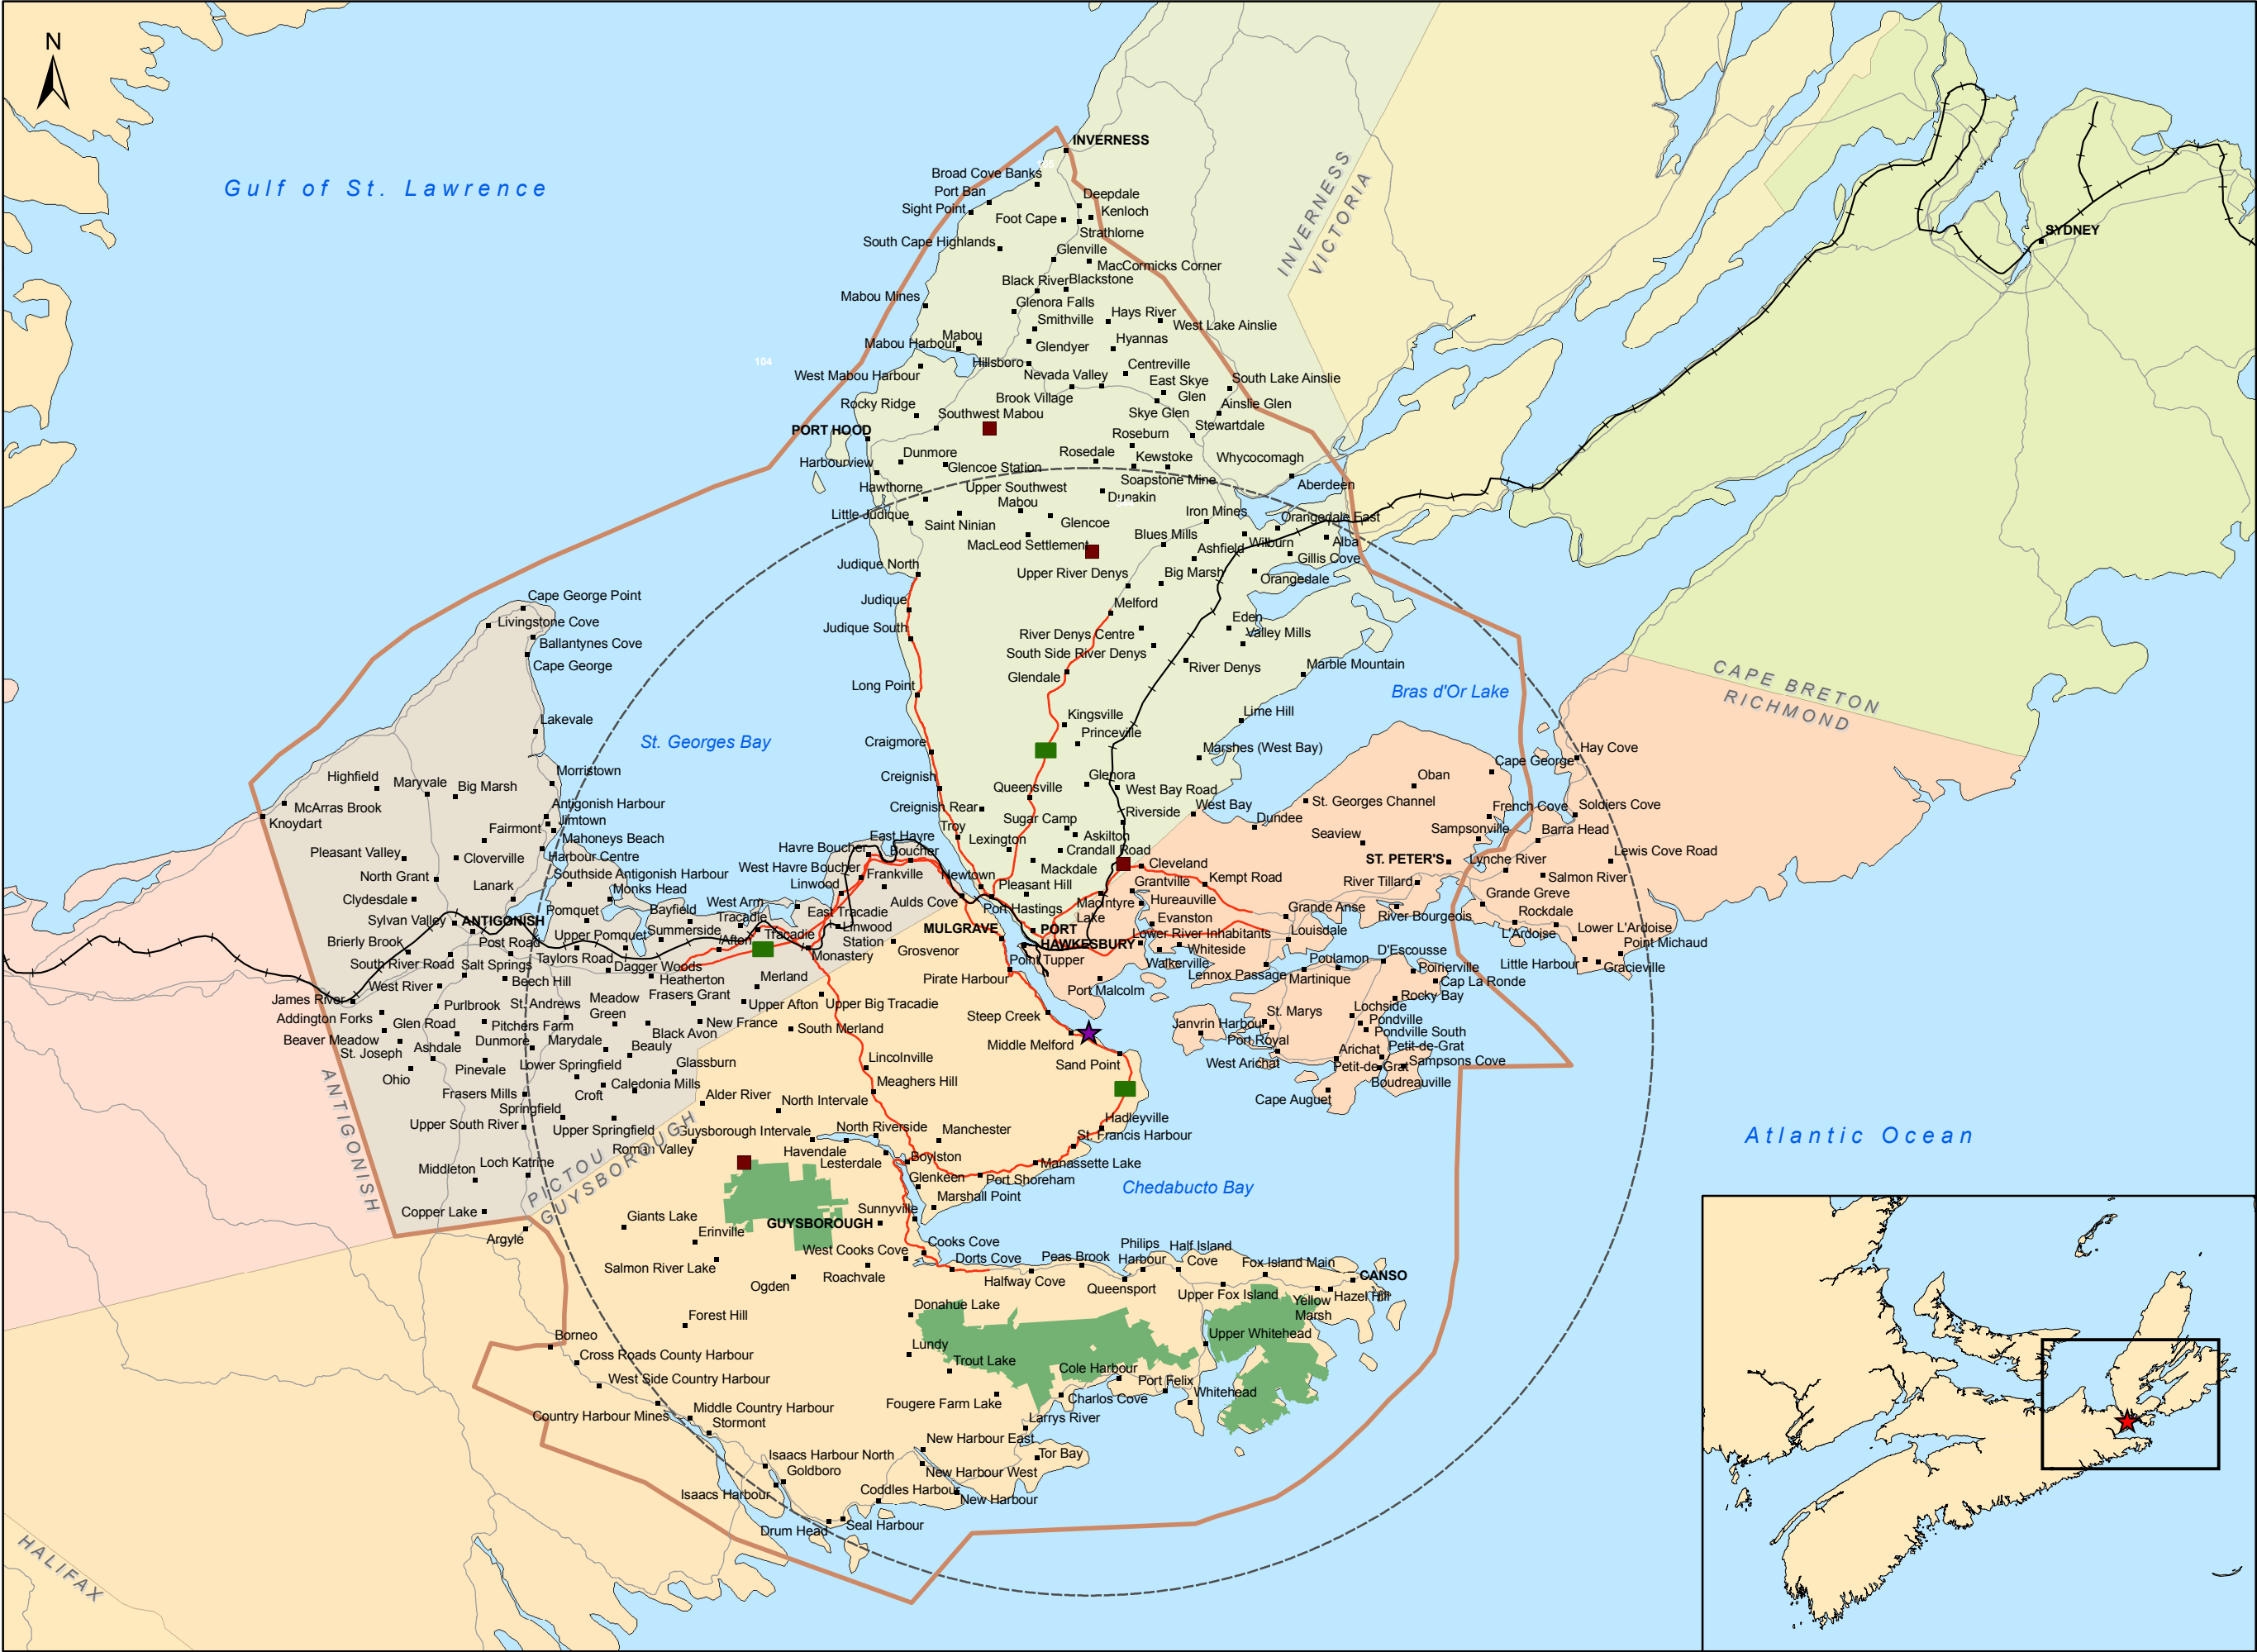 N
Gulf of St. Lawrence
INVERNESS
Broad Cove Banks
Port Ban
Sight Point
Deepdale
Foot Cape
Kenloch
Strathlorne
South Cape Highlands
Glenville
MacCormicks Corner
Black River
Blackstone
Mabou Mines
Glenora Falls
Smithville
Hays River
West Lake Ainslie
Mabou
Mabou Harbour
Glendyer
Hyannas
104
Hillsboro
Centreville
West Mabou Harbour
Nevada Valley
East Skye
Glen
South Lake Ainslie
Brook Village
Rocky Ridge
Southwest Mabou
Skye Glen
Ainslie Glen
PORT HOOD
Roseburn
Stewartdale
Harbourview
Dunmore
Glencoe Station
Rosedale
Kewstoke
Whycocomagh
Hawthorne
Upper Southwest
Mabou
Soapstone Mine
Dunakin
Aberdeen
Little Judique
Saint Ninian
Glencoe
Iron Mines
Orangedale East
MacLeod Settlement
Blues Mills
Ashfield
Wilburn
Alba
Gillis Cove
Judique North
Upper River Denys
Big Marsh
Orangedale
Judique
Melford
Judique South
River Denys Centre
Eden
Valley Mills
South Side River Denys
River Denys
Glendale
Marble Mountain
Long Point
Kingsville
Princeville
Lime Hill
Craigmore
Marshes (West Bay)
Creignish
Queensville
Glenora
West Bay Road
Creignish Rear
Riverside
West Bay
Troy
Sugar Camp
Askilton
Lexington
Crandall Road
INVERNESS
VICTORIA
SYDNEY
CAPE BRETON
RICHMOND
Bras d'Or Lake
St. Georges Bay
Cape George Point
Livingstone Cove
Ballantynes Cove
Cape George
Lakevale
Morristown
Highfield
Maryvale
Big Marsh
McArras Brook
Knoydart
Antigonish Harbour
Jimtown
Fairmont
Mahoneys Beach
Pleasant Valley
Cloverville
Harbour Centre
North Grant
Lanark
Southside Antigonish Harbour
Monks Head
Clydesdale
Sylvan Valley
ANTIGONISH
Pomquet
Bayfield
West Arm
Tracadie
Brierly Brook
Post Road
Upper Pomquet
Summerside
Afton
Tracadie
East Tracadie
Linwood
Station
South River Road
Salt Springs
Taylors Road
Dagger Woods
Monastery
West River
Beech Hill
Heatherton
Merland
James River
Purlbrook
St. Andrews
Meadow
Green
Frasers Grant
Upper Afton
Upper Big Tracadie
Addington Forks
Glen Road
Pitchers Farm
Black Avon
New France
South Merland
Beaver Meadow
St. Joseph
Ashdale
Dunmore
Marydale
Beauly
Ohio
Pinevale
Lower Springfield
Glassburn
Lincolnville
Frasers Mills
Croft
Caledonia Mills
Meaghers Hill
Springfield
Alder River
North Intervale
Upper South River
Upper Springfield
Guysborough Intervale
North Riverside
Manchester
Roman Valley
Havendale
Lesterdale
Boylston
Middleton
Loch Katrine
Glenkeen
Port Shoreham
Marshall Point
Copper Lake
Argyle
Giants Lake
Erinville
GUYSBOROUGH
Sunnyville
ANTIGONISH
PICTOU
GUYSBOROUGH
Havre Boucher
East Havre
Boucher
West Havre Boucher
Frankville
Linwood
Newtown
Aulds Cove
Pleasant Hill
Port Hastings
Mackdale
Cleveland
Grantville
Kempt Road
MacIntyre
Lake
Hureauville
Evanston
MULGRAVE
Grosvenor
PORT
HAWKESBURY
Lower River Inhabitants
Whiteside
Point Tupper
Walkerville
Pirate Harbour
Port Malcolm
Lennox Passage
Steep Creek
Middle Melford
Sand Point
Hadleyville
St. Francis Harbour
Manassette Lake
Dundee
St. Georges Channel
Oban
Cape George
Hay Cove
French Cove
Soldiers Cove
Seaview
Sampsonville
Barra Head
ST. PETER'S
Lynche River
Lewis Cove Road
River Tillard
Salmon River
Grande Anse
River Bourgeois
Grande Greve
Rockdale
Louisdale
L'Ardoise
Lower L'Ardoise
Point Michaud
Little Harbour
Gracieville
Poulamon
D'Escousse
Martinique
Poirierville
Cap La Ronde
Rocky Bay
St. Marys
Lochside
Janvrin Harbour
Pondville
Pondville South
Port Royal
Arichat
Petit-de-Grat
West Arichat
Petit-de-Grat
Sampsons Cove
Boudreauville
Cape Auguet
Atlantic Ocean
Chedabucto Bay
Salmon River Lake
Ogden
Roachvale
West Cooks Cove
Cooks Cove
Dorts Cove
Halfway Cove
Peas Brook
Philips
Harbour
Queensport
Half Island
Cove
Fox Island Main
CANSO
Upper Fox Island
Yellow
Marsh
Hazel Hill
Forest Hill
Donahue Lake
Lundy
Trout Lake
Upper Whitehead
Borneo
Cross Roads County Harbour
Cole Harbour
Port Felix
Whitehead
West Side Country Harbour
Fougere Farm Lake
Charlos Cove
Country Harbour Mines
Middle Country Harbour
Stormont
Larrys River
New Harbour East
Tor Bay
Isaacs Harbour North
Goldboro
New Harbour West
Isaacs Harbour
Coddles Harbour
New Harbour
Drum Head
Seal Harbour
HALIFAX